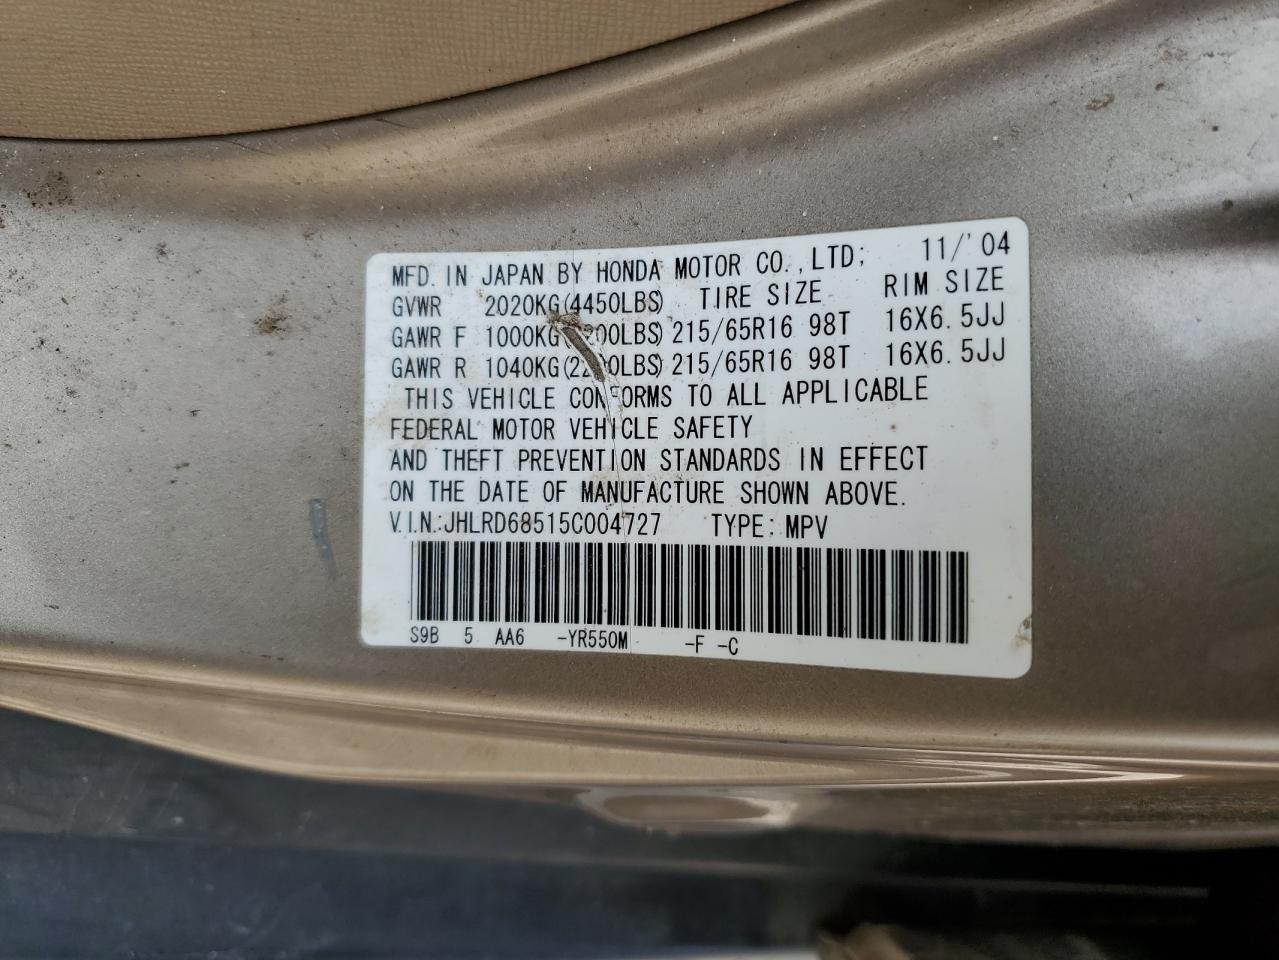 MFD. IN JAPAN BY HONDA MOTOR CO.,LTD; 11/'04
GVWR 2020KG(4450LBS) TIRE SIZE RIM SIZE
GAWR F 1000KG 215/65R16 98T 16X6.5JJ
GAWR R 1040KG 215/65R16 98T 16X6.5JJ
THIS VEHICLE CONFORMS TO ALL APPLICABLE
FEDERAL MOTOR VEHICLE SAFETY
AND THEFT PREVENTION STANDARDS IN EFFECT
ON THE DATE OF MANUFACTURE SHOWN ABOVE.
V.I.N.:JHLRD68515C004727 TYPE: MPV
S9B 5 AA6 -YR550M -F -C